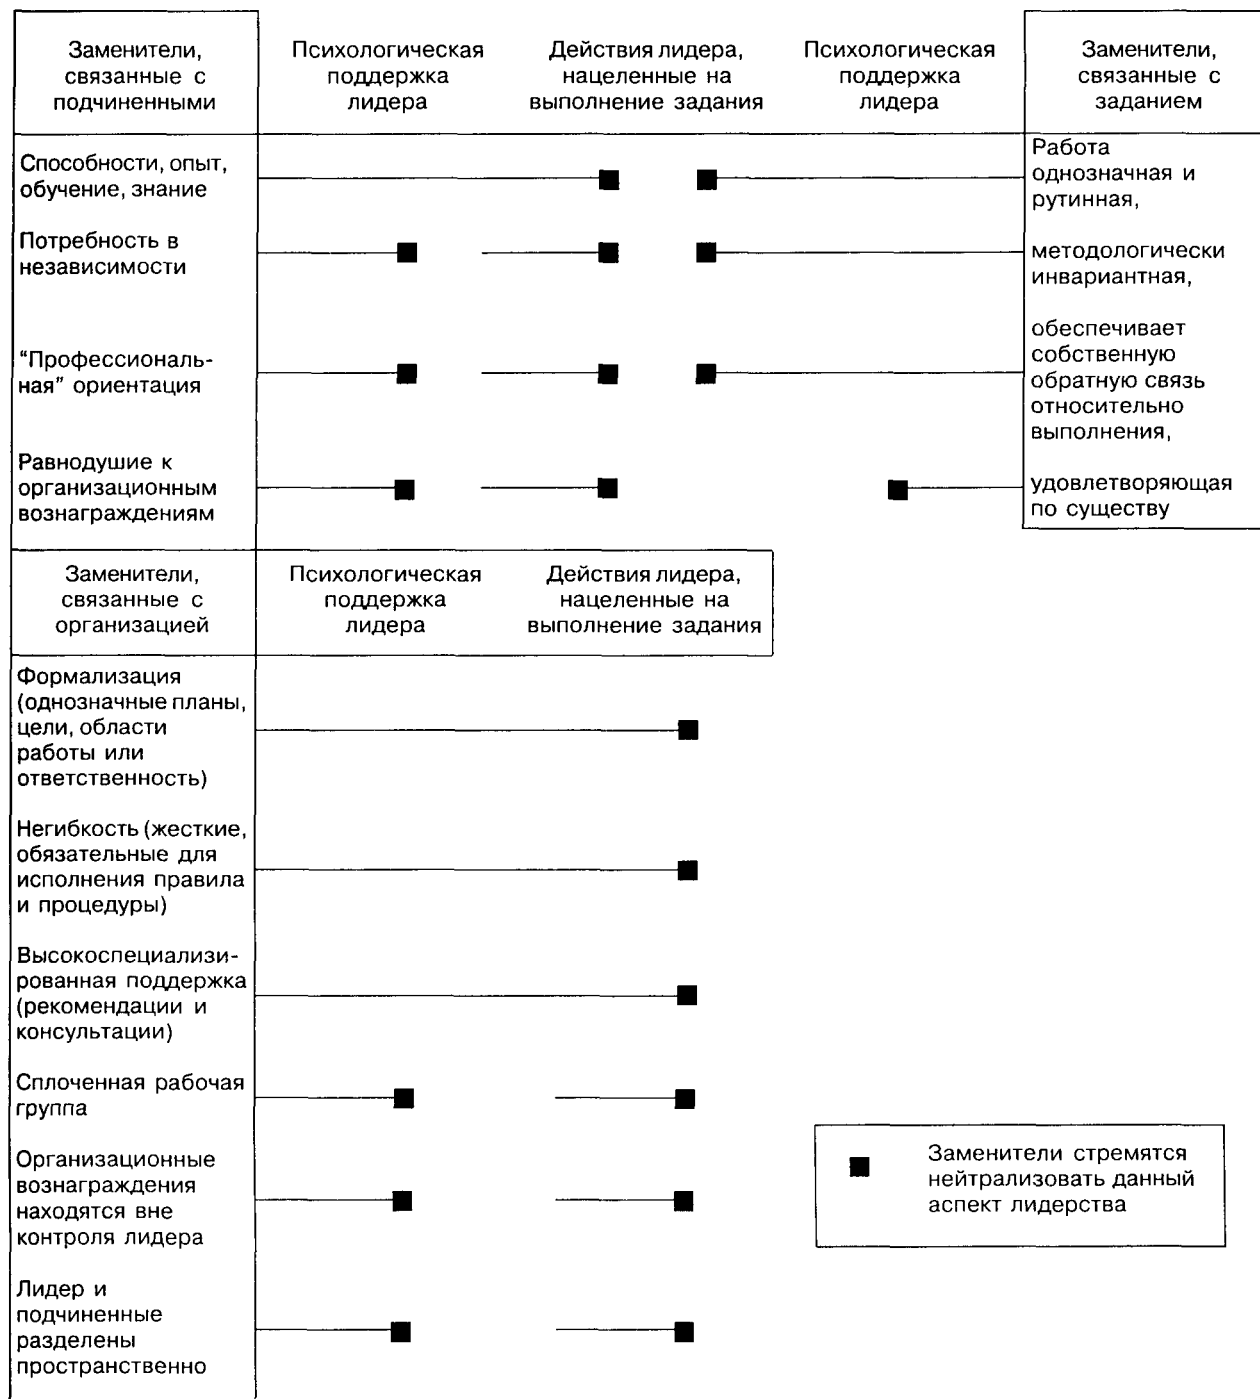 Заменители,
связанные с
подчиненными
Психологическая
поддержка
лидера
Действия лидера,
нацеленные на
выполнение задания
Психологическая
поддержка
лидера
Заменители,
связанные с
заданием
Способности, опыт,
обучение, знание
Работа
однозначная и
рутинная,
Потребность в
независимости
методологически
инвариантная,
“Профессиональ-
ная” ориентация
обеспечивает
собственную
обратную связь
относительно
выполнения,
Равнодушие к
организационным
вознаграждениям
удовлетворяющая
по существу
Заменители,
связанные с
организацией
Психологическая
поддержка
лидера
Действия лидера,
нацеленные на
выполнение задания
Формализация
(однозначные планы,
цели, области
работы или
ответственность)
Негибкость (жесткие,
обязательные для
исполнения правила
и процедуры)
Высокоспециализи-
рованная поддержка
(рекомендации и
консультации)
Сплоченная рабочая
группа
Организационные
вознаграждения
находятся вне
контроля лидера
Лидер и
подчиненные
разделены
пространственно
Заменители стремятся
нейтрализовать данный
аспект лидерства